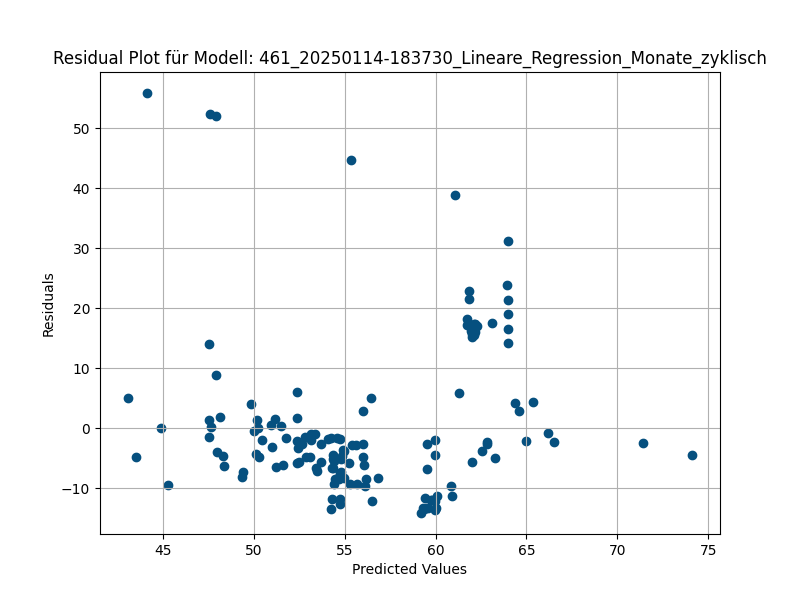 Residual Plot für Modell: 461_20250114-183730_Lineare_Regression_Monate_zyklisch
Residuals
50
40
30
20
10
0
−10
45 50 55 60 65 70 75
Predicted Values